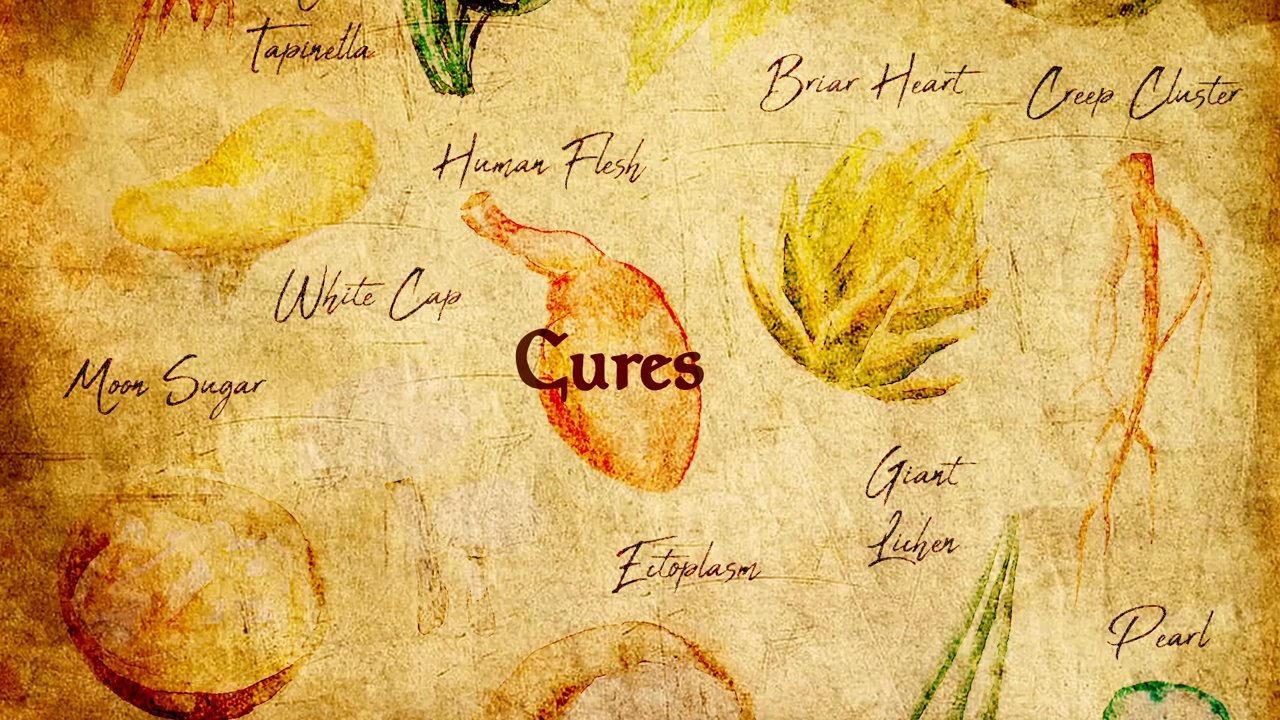 Tapinella
Briar Heart
Creep Cluster
Human Flesh
White Cap
Cures
Moon Sugar
Giant
Lichen
Ectoplasm
Pearl